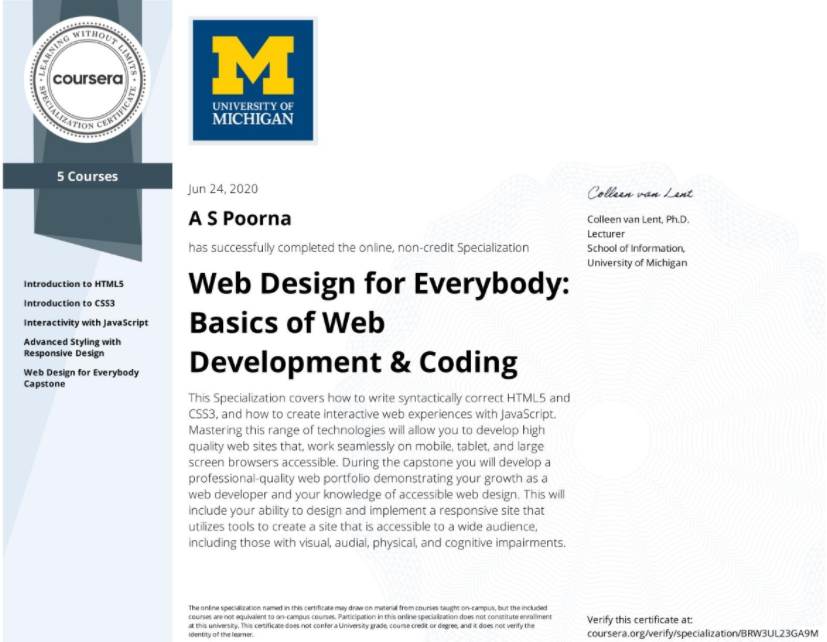 LEARNING WITHOUT LIMITS
coursera
SPECIALIZATION CERTIFICATE
5 Courses
Introduction to HTML5
Introduction to CSS3
Interactivity with JavaScript
Advanced Styling with
Responsive Design
Web Design for Everybody
Capstone
M
UNIVERSITY OF
MICHIGAN
Jun 24, 2020
A S Poorna
has successfully completed the online, non-credit Specialization
Web Design for Everybody:
Basics of Web
Development & Coding
This Specialization covers how to write syntactically correct HTML5 and
CSS3, and how to create interactive web experiences with JavaScript.
Mastering this range of technologies will allow you to develop high
quality web sites that, work seamlessly on mobile, tablet, and large
screen browsers accessible. During the capstone you will develop a
professional-quality web portfolio demonstrating your growth as a
web developer and your knowledge of accessible web design. This will
include your ability to design and implement a responsive site that
utilizes tools to create a site that is accessible to a wide audience,
including those with visual, audial, physical, and cognitive impairments.
Colleen van Lent
Colleen van Lent, Ph.D.
Lecturer
School of Information,
University of Michigan
The online specialization named in this certificate may draw on material from courses taught on-campus, but the included
courses are not equivalent to on-campus courses. Participation in this online specialization does not constitute enrollment
at this university. This certificate does not confer a University grade, course credit or degree, and it does not verify the
identity of the learner.
Verify this certificate at:
coursera.org/verify/specialization/BRW3UL23GA9M